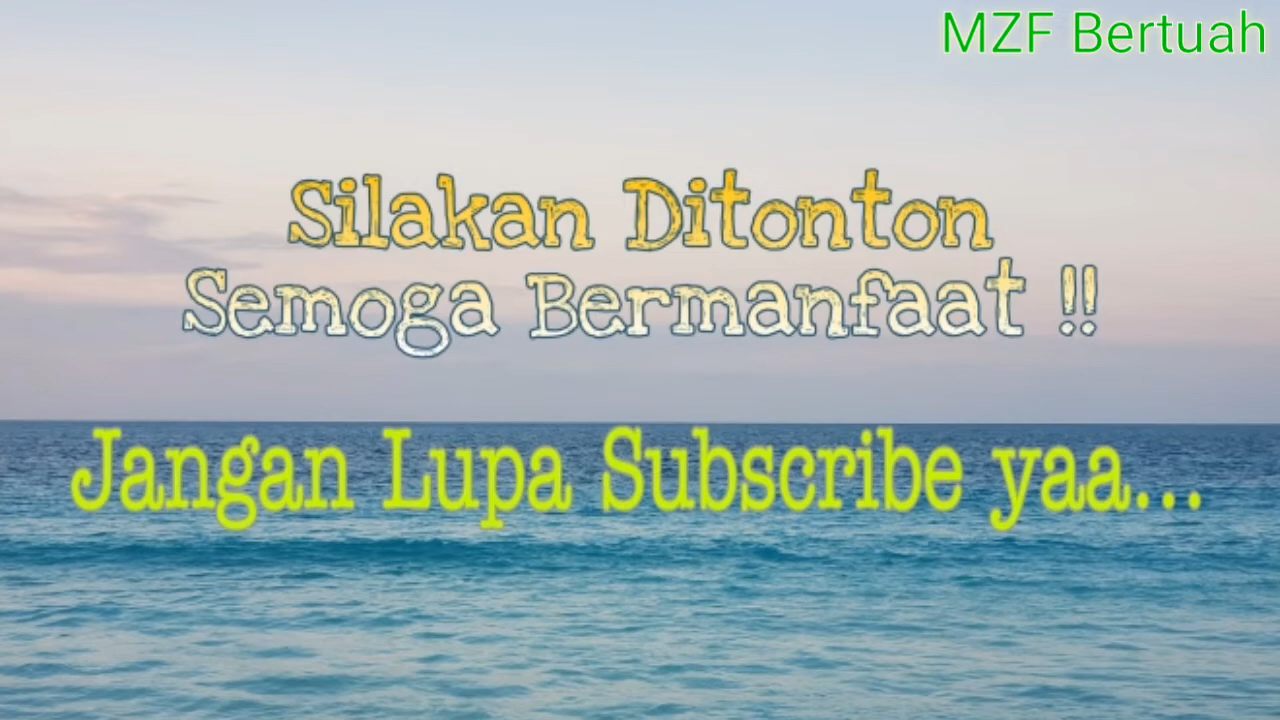 MZF Bertuah
Silakan Ditonton
Semoga Bermanfaat !!
Jangan Lupa Subscribe yaa...